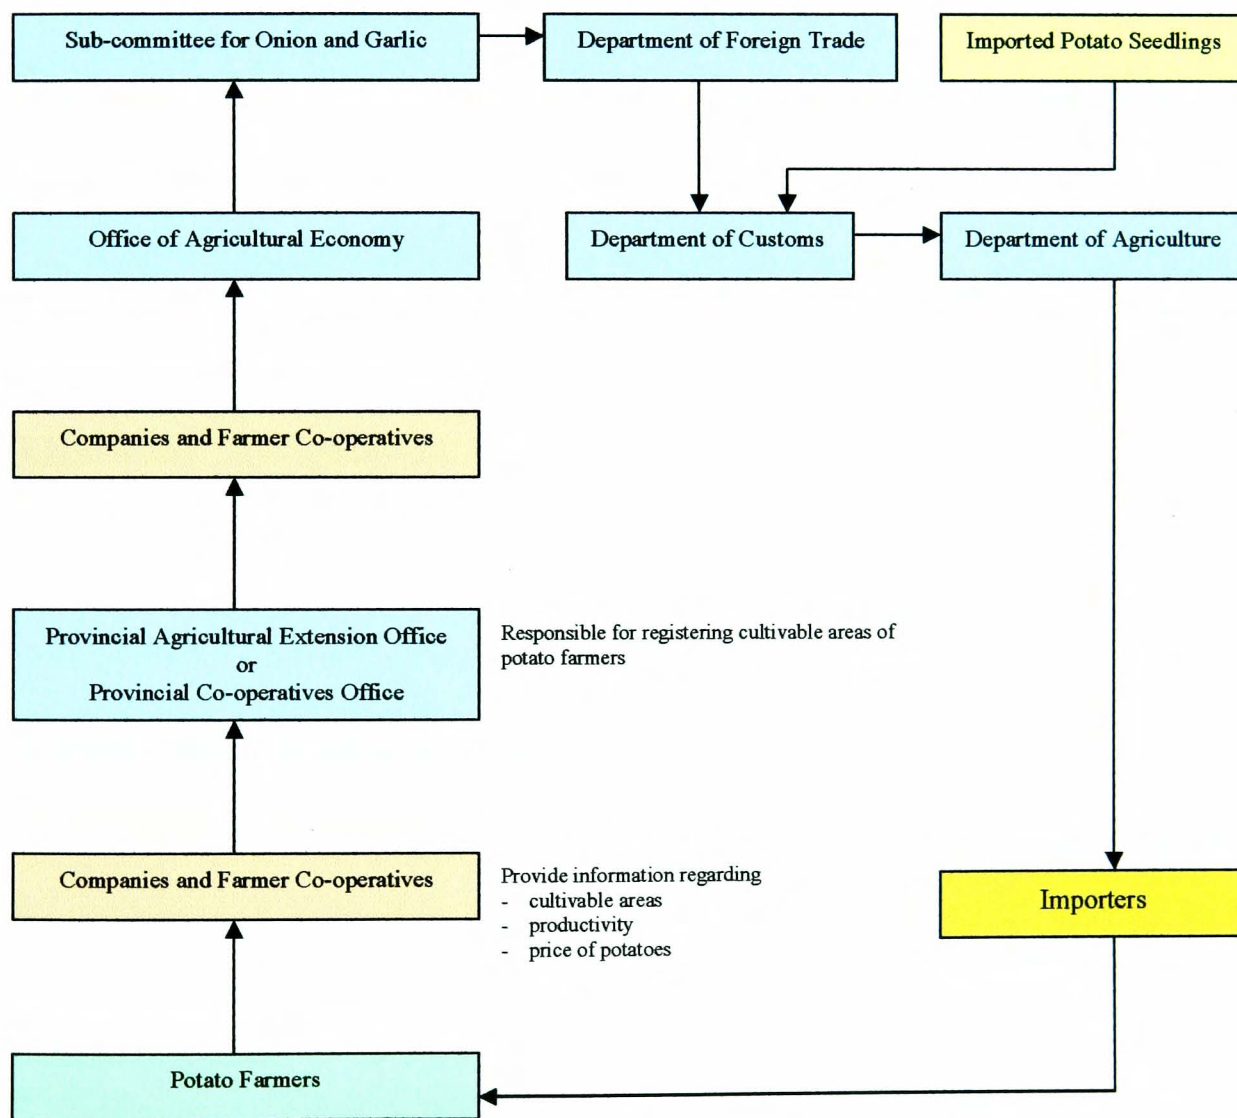 Sub-committee for Onion and Garlic
Department of Foreign Trade
Imported Potato Seedlings
Office of Agricultural Economy
Department of Customs
Department of Agriculture
Companies and Farmer Co-operatives
Provincial Agricultural Extension Office
or
Provincial Co-operatives Office
Responsible for registering cultivable areas of
potato farmers
Companies and Farmer Co-operatives
Provide information regarding
- cultivable areas
- productivity
- price of potatoes
Importers
Potato Farmers